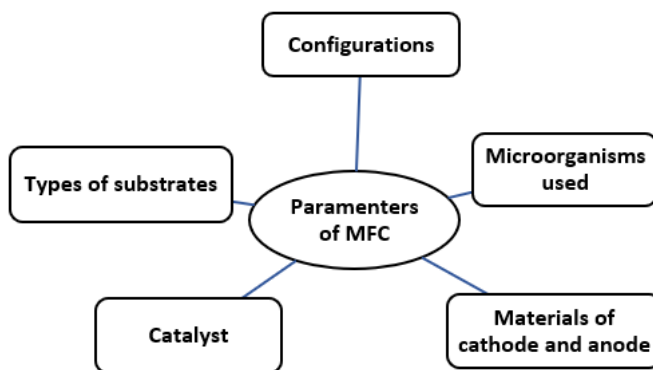 Configurations
Types of substrates
Microorganisms
used
Paramenters
of MFC
Catalyst
Materials of
cathode and anode